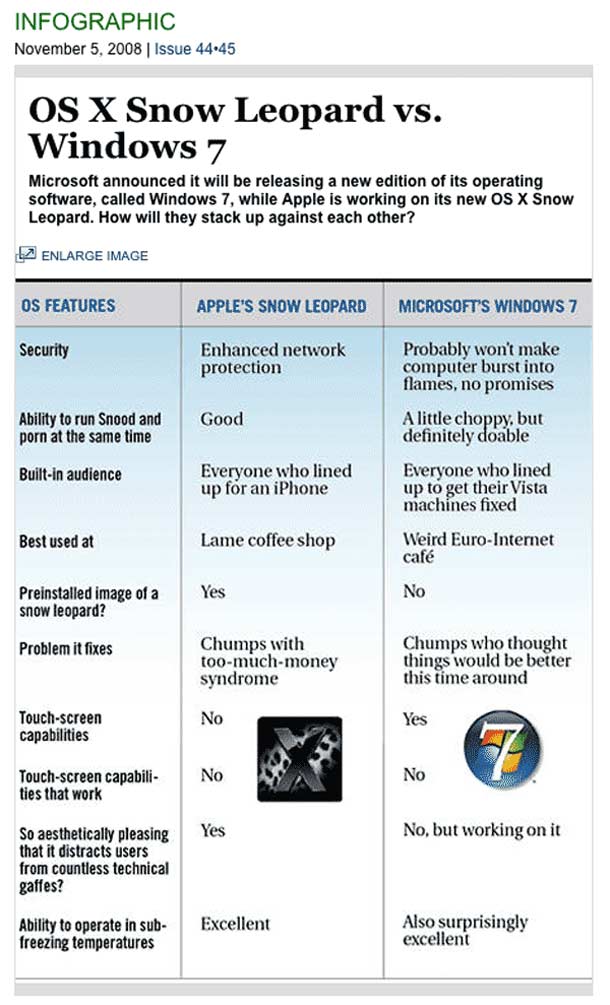 INFOGRAPHIC
November 5, 2008 | Issue 44•45
OS X Snow Leopard vs.
Windows 7
Microsoft announced it will be releasing a new edition of its operating
software, called Windows 7, while Apple is working on its new OS X Snow
Leopard. How will they stack up against each other?
ENLARGE IMAGE
OS FEATURES
APPLE'S SNOW LEOPARD
MICROSOFT'S WINDOWS 7
Security
Enhanced network
protection
Probably won't make
computer burst into
flames, no promises
Ability to run Snood and
porn at the same time
Good
A little choppy, but
definitely doable
Built-in audience
Everyone who lined
up for an iPhone
Everyone who lined
up to get their Vista
machines fixed
Best used at
Lame coffee shop
Weird Euro-Internet
café
Preinstalled image of a
snow leopard?
Yes
No
Problem it fixes
Chumps with
too-much-money
syndrome
Chumps who thought
things would be better
this time around
Touch-screen
capabilities
No
Yes
X
7
Touch-screen capabili-
ties that work
No
No
So aesthetically pleasing
that it distracts users
from countless technical
gaffes?
Yes
No, but working on it
Ability to operate in sub-
freezing temperatures
Excellent
Also surprisingly
excellent